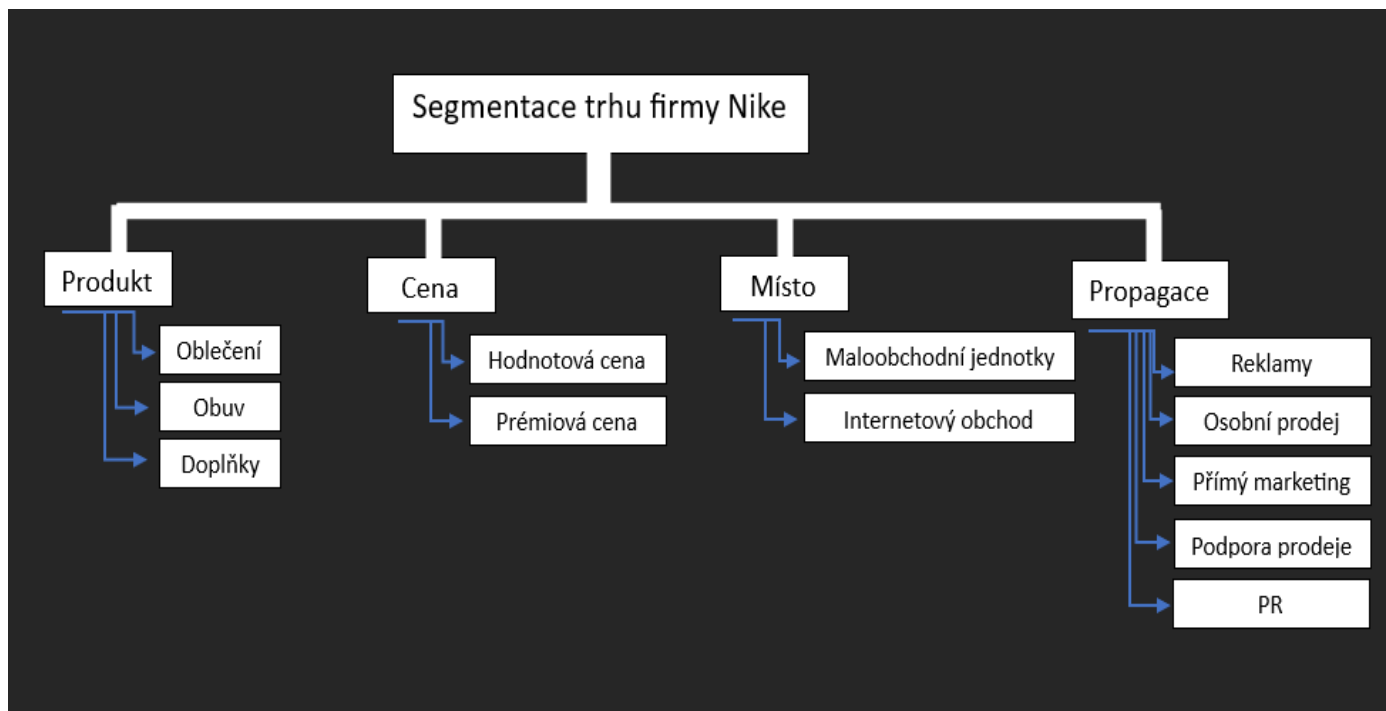 Segmentace trhu firmy Nike
Produkt
Oblečení
Obuv
Doplňky
Cena
Hodnotová cena
Prémiová cena
Místo
Maloobchodní jednotky
Internetový obchod
Propagace
Reklamy
Osobní prodej
Přímý marketing
Podpora prodeje
PR